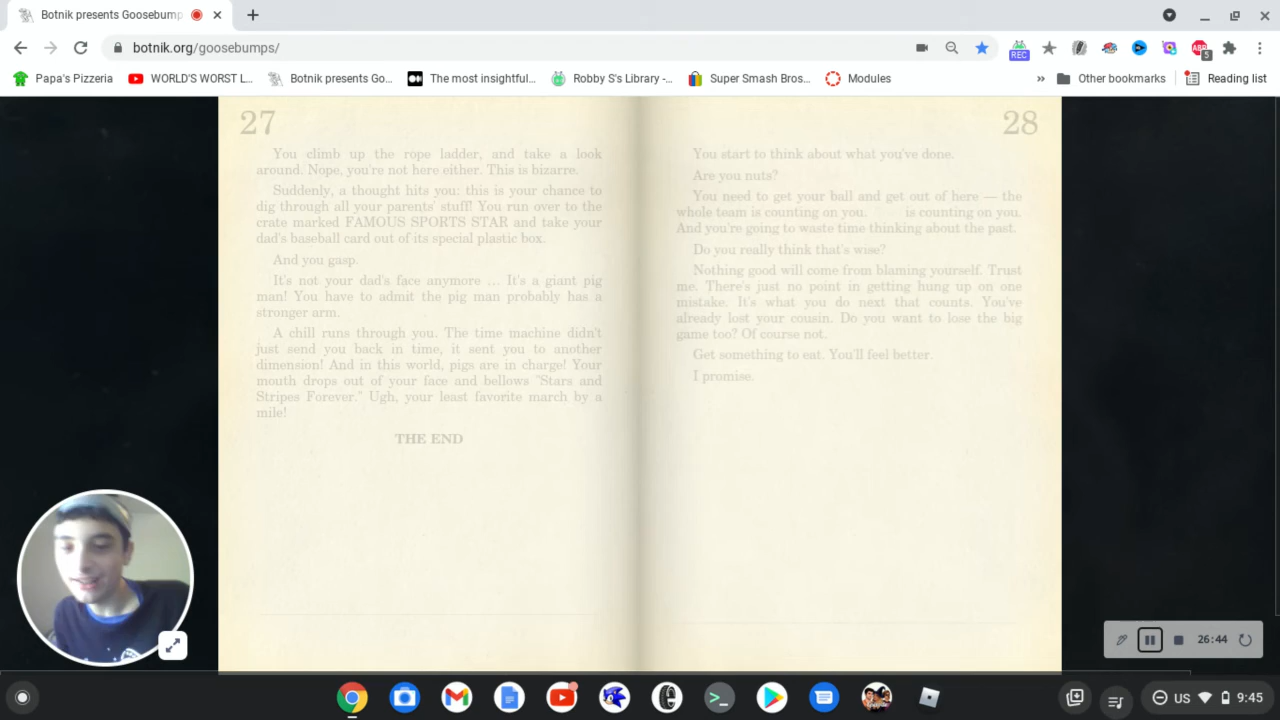 Botnik presents Goosebump
botnik.org/goosebumps/
REC
5
Papa's Pizzeria
WORLD'S WORST L...
Botnik presents Go...
The most insightful...
Robby S's Library -...
Super Smash Bros...
Modules
»
Other bookmarks
Reading list
27
You climb up the rope ladder, and take a look
around. Nope, you're not here either. This is bizarre.
Suddenly, a thought hits you: this is your chance to
dig through all your parents' stuff! You run over to the
crate marked FAMOUS SPORTS STAR and take your
dad's baseball card out of its special plastic box.
And you gasp.
It's not your dad's face anymore … It's a giant pig
man! You have to admit the pig man probably has a
stronger arm.
A chill runs through you. The time machine didn't
just send you back in time, it sent you to another
dimension! And in this world, pigs are in charge! Your
mouth drops out of your face and bellows "Stars and
Stripes Forever." Ugh, your least favorite march by a
mile!
THE END
28
You start to think about what you've done.
Are you nuts?
You need to get your ball and get out of here — the
whole team is counting on you. is counting on you.
And you're going to waste time thinking about the past.
Do you really think that's wise?
Nothing good will come from blaming yourself. Trust
me. There's just no point in getting hung up on one
mistake. It's what you do next that counts. You've
already lost your cousin. Do you want to lose the big
game too? Of course not.
Get something to eat. You'll feel better.
I promise.
26:44
US 9:45